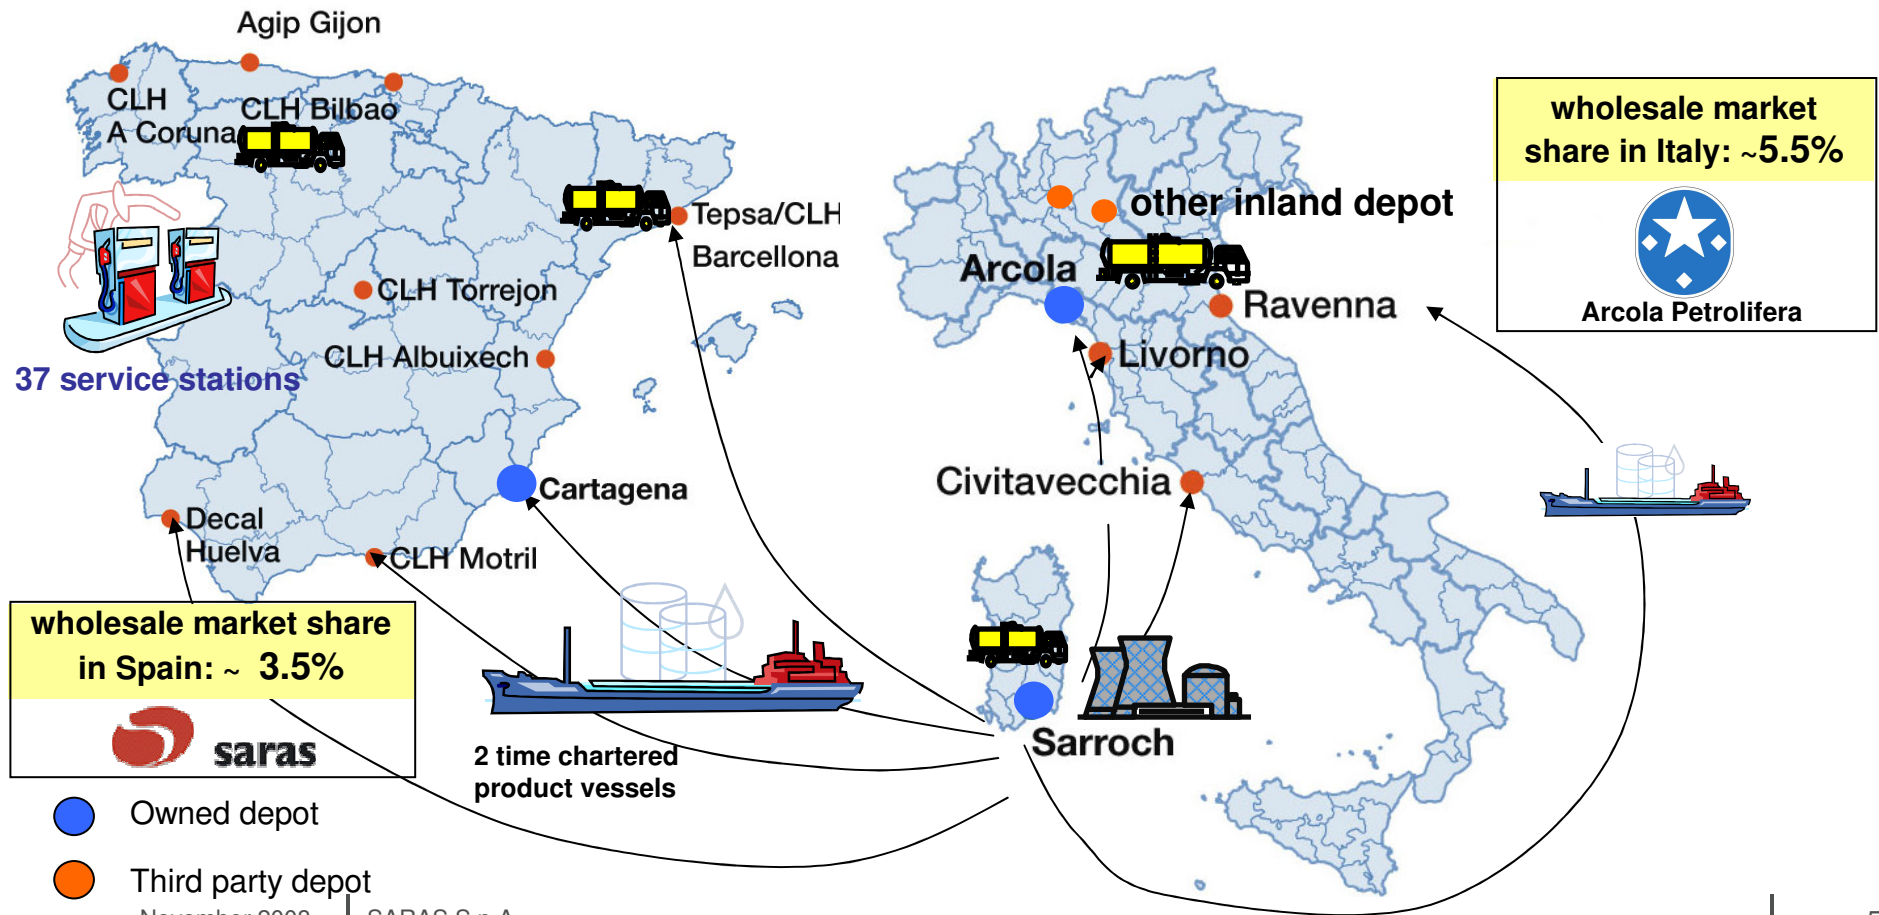 Agip Gijon
CLH
A Coruna
CLH Bilbao
Tepsa/CLH
Barcellona
CLH Torrejon
CLH Albuixech
37 service stations
Cartagena
Decal
Huelva
CLH Motril
wholesale market share
in Spain: ~ 3.5%
saras
2 time chartered
product vessels
Owned depot
Third party depot
other inland depot
Arcola
Ravenna
Livorno
Civitavecchia
Sarroch
wholesale market
share in Italy: ~5.5%
Arcola Petrolifera
SARAS S.p.A.